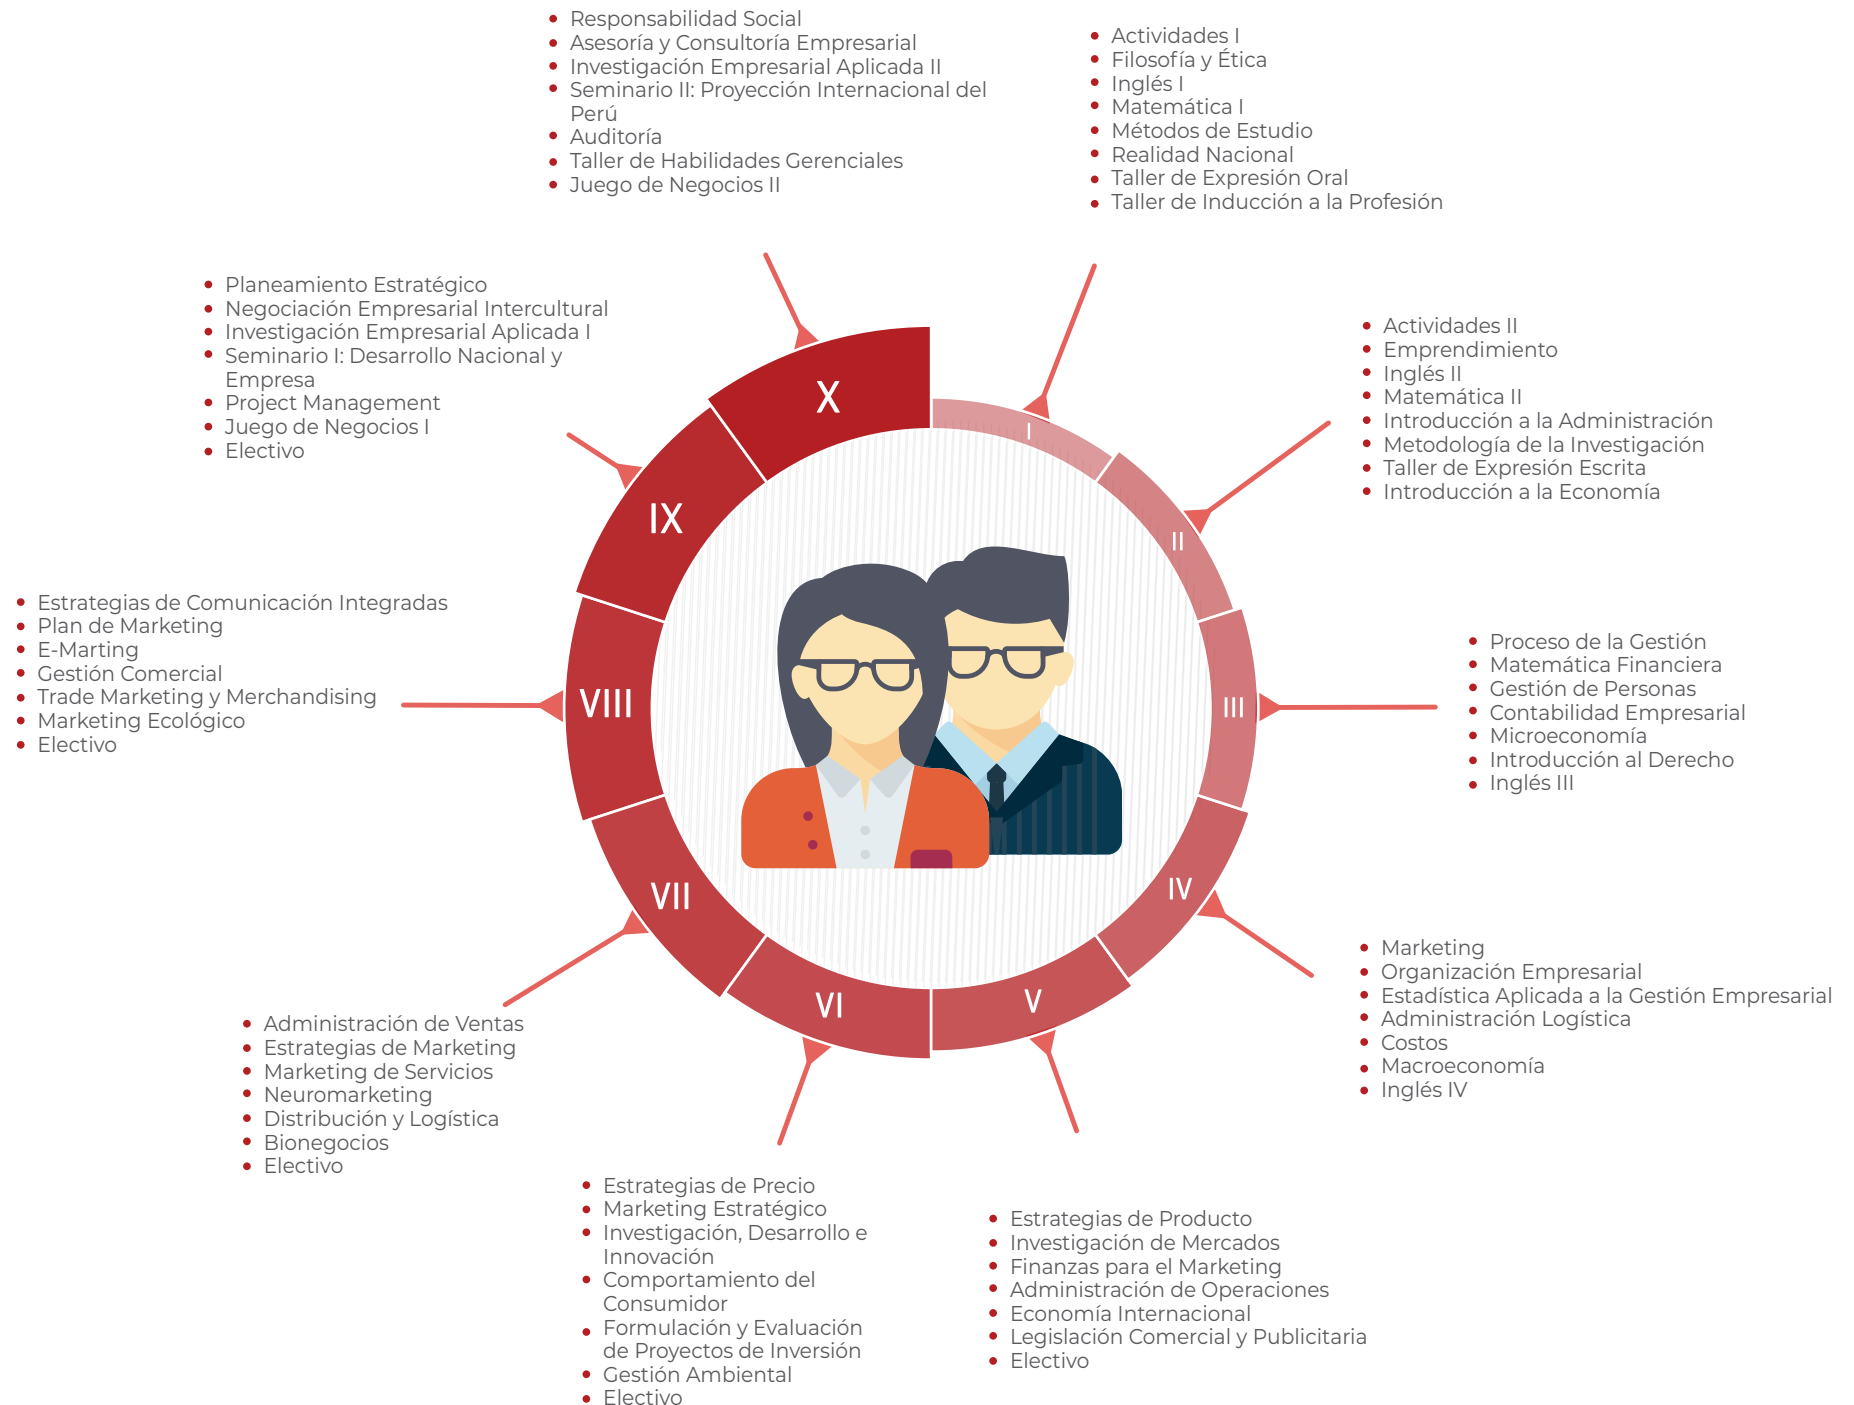 I
Actividades I
Filosofía y Ética
Inglés I
Matemática I
Métodos de Estudio
Realidad Nacional
Taller de Expresión Oral
Taller de Inducción a la Profesión
II
Actividades II
Emprendimiento
Inglés II
Matemática II
Introducción a la Administración
Metodología de la Investigación
Taller de Expresión Escrita
Introducción a la Economía
III
Proceso de la Gestión
Matemática Financiera
Gestión de Personas
Contabilidad Empresarial
Microeconomía
Introducción al Derecho
Inglés III
IV
Marketing
Organización Empresarial
Estadística Aplicada a la Gestión Empresarial
Administración Logística
Costos
Macroeconomía
Inglés IV
V
Estrategias de Producto
Investigación de Mercados
Finanzas para el Marketing
Administración de Operaciones
Economía Internacional
Legislación Comercial y Publicitaria
Electivo
VI
Estrategias de Precio
Marketing Estratégico
Investigación, Desarrollo e
Innovación
Comportamiento del
Consumidor
Formulación y Evaluación
de Proyectos de Inversión
Gestión Ambiental
Electivo
VII
Administración de Ventas
Estrategias de Marketing
Marketing de Servicios
Neuromarketing
Distribución y Logística
Bionegocios
Electivo
VIII
Estrategias de Comunicación Integradas
Plan de Marketing
E-Marting
Gestión Comercial
Trade Marketing y Merchandising
Marketing Ecológico
Electivo
IX
Planeamiento Estratégico
Negociación Empresarial Intercultural
Investigación Empresarial Aplicada I
Seminario I: Desarrollo Nacional y
Empresa
Project Management
Juego de Negocios I
Electivo
X
Responsabilidad Social
Asesoría y Consultoría Empresarial
Investigación Empresarial Aplicada II
Seminario II: Proyección Internacional del
Perú
Auditoría
Taller de Habilidades Gerenciales
Juego de Negocios II